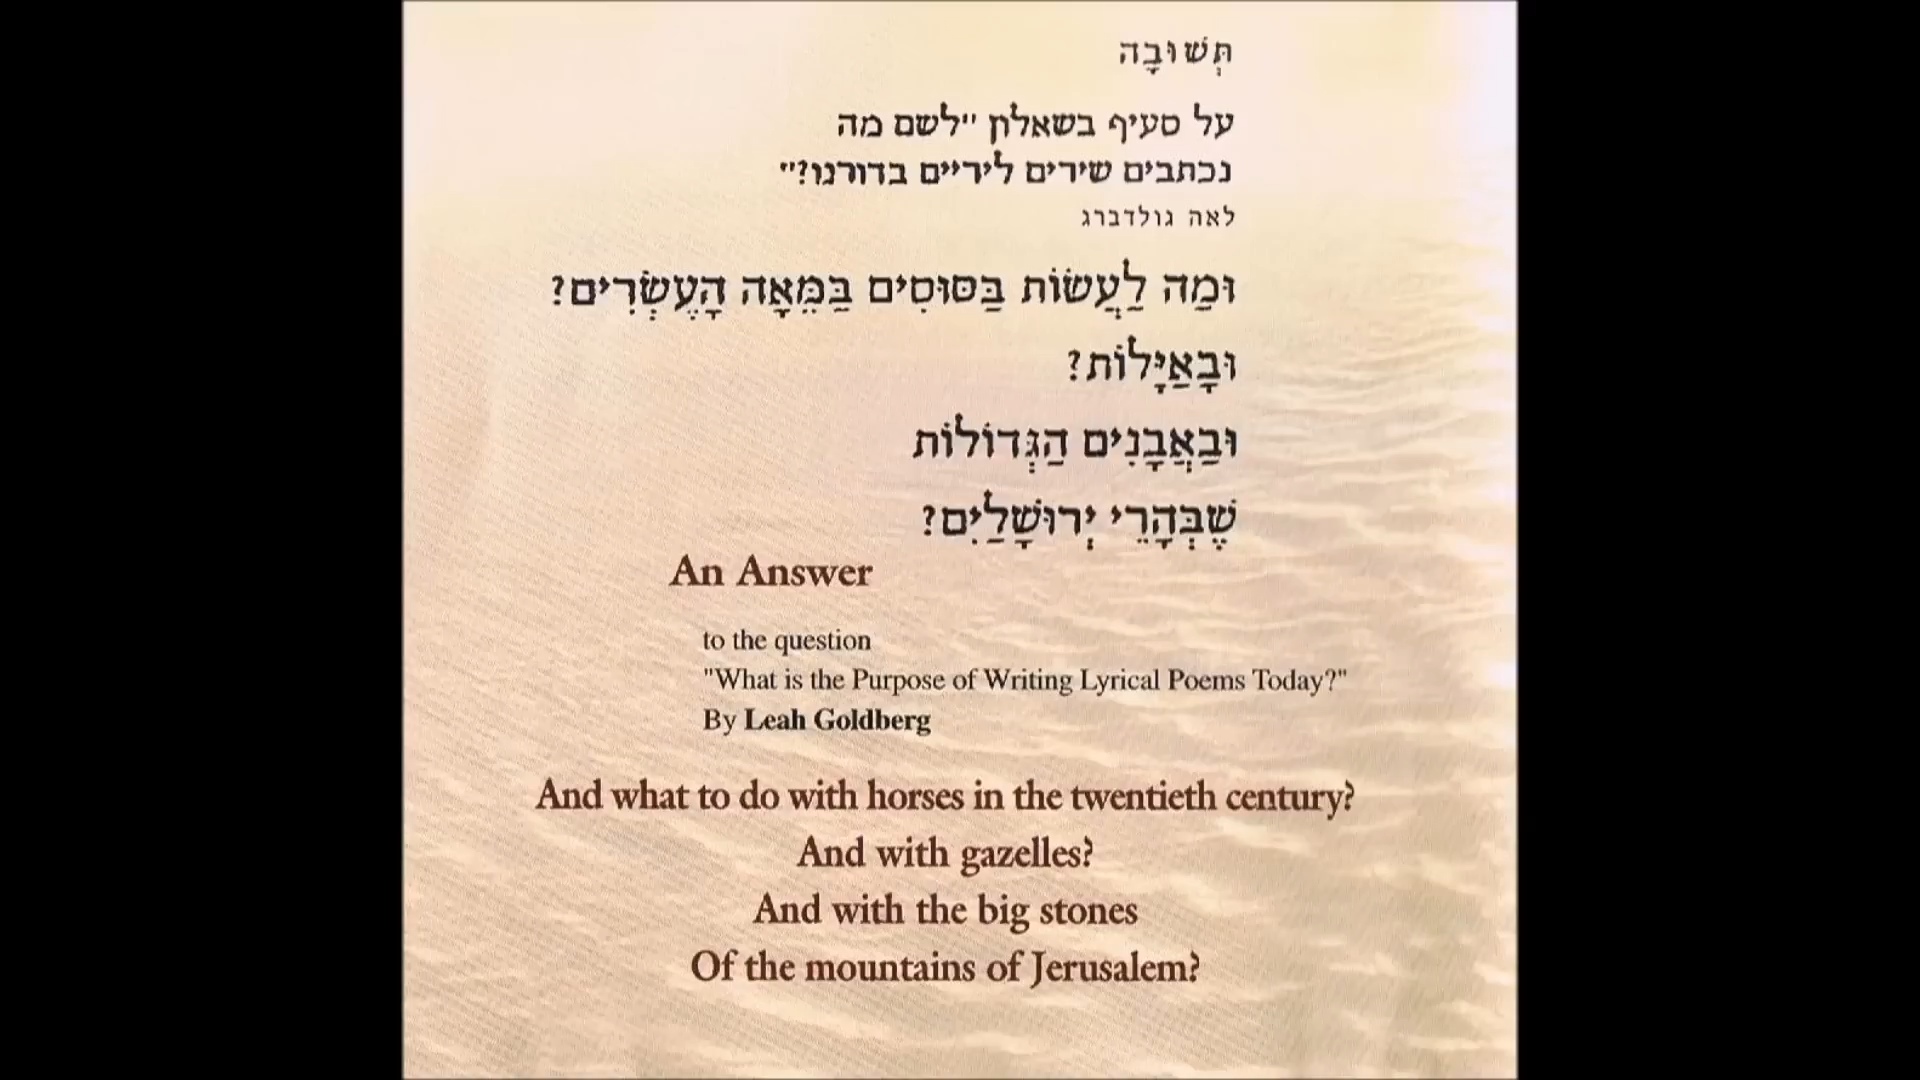 תְּשׁוּבָה
על סעיף בשאלון ״לשם מה
נכתבים שירים ליריים בדורנו?״
לאה גולדברג
וּמַה לַעֲשׂוֹת בַּסּוּסִים בַּמֵּאָה הָעֶשְׂרִים?
וּבָאַיָּלוֹת?
וּבַאֲבָנִים הַגְּדוֹלוֹת
שֶׁבְּהָרֵי יְרוּשָׁלַיִם?
An Answer
to the question
"What is the Purpose of Writing Lyrical Poems Today?"
By Leah Goldberg
And what to do with horses in the twentieth century?
And with gazelles?
And with the big stones
Of the mountains of Jerusalem?